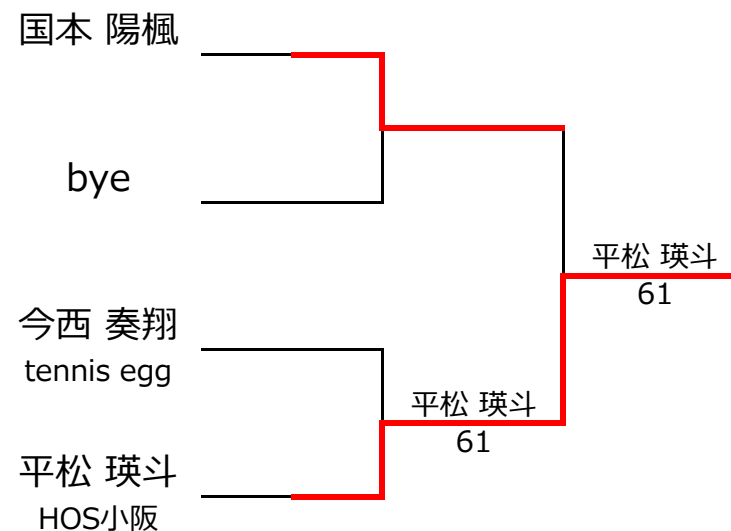 国本 陽楓
bye
今西 奏翔
tennis egg
平松 瑛斗
HOS小阪
平松 瑛斗
61
平松 瑛斗
61